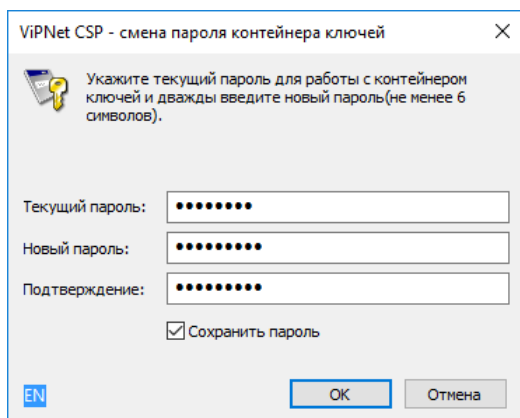 ViPNet CSP - смена пароля контейнера ключей
Укажите текущий пароль для работы с контейнером
ключей и дважды введите новый пароль(не менее 6
символов).
Текущий пароль: ••••••••
Новый пароль: •••••••••
Подтверждение: •••••••••
Сохранить пароль
EN
OK
Отмена